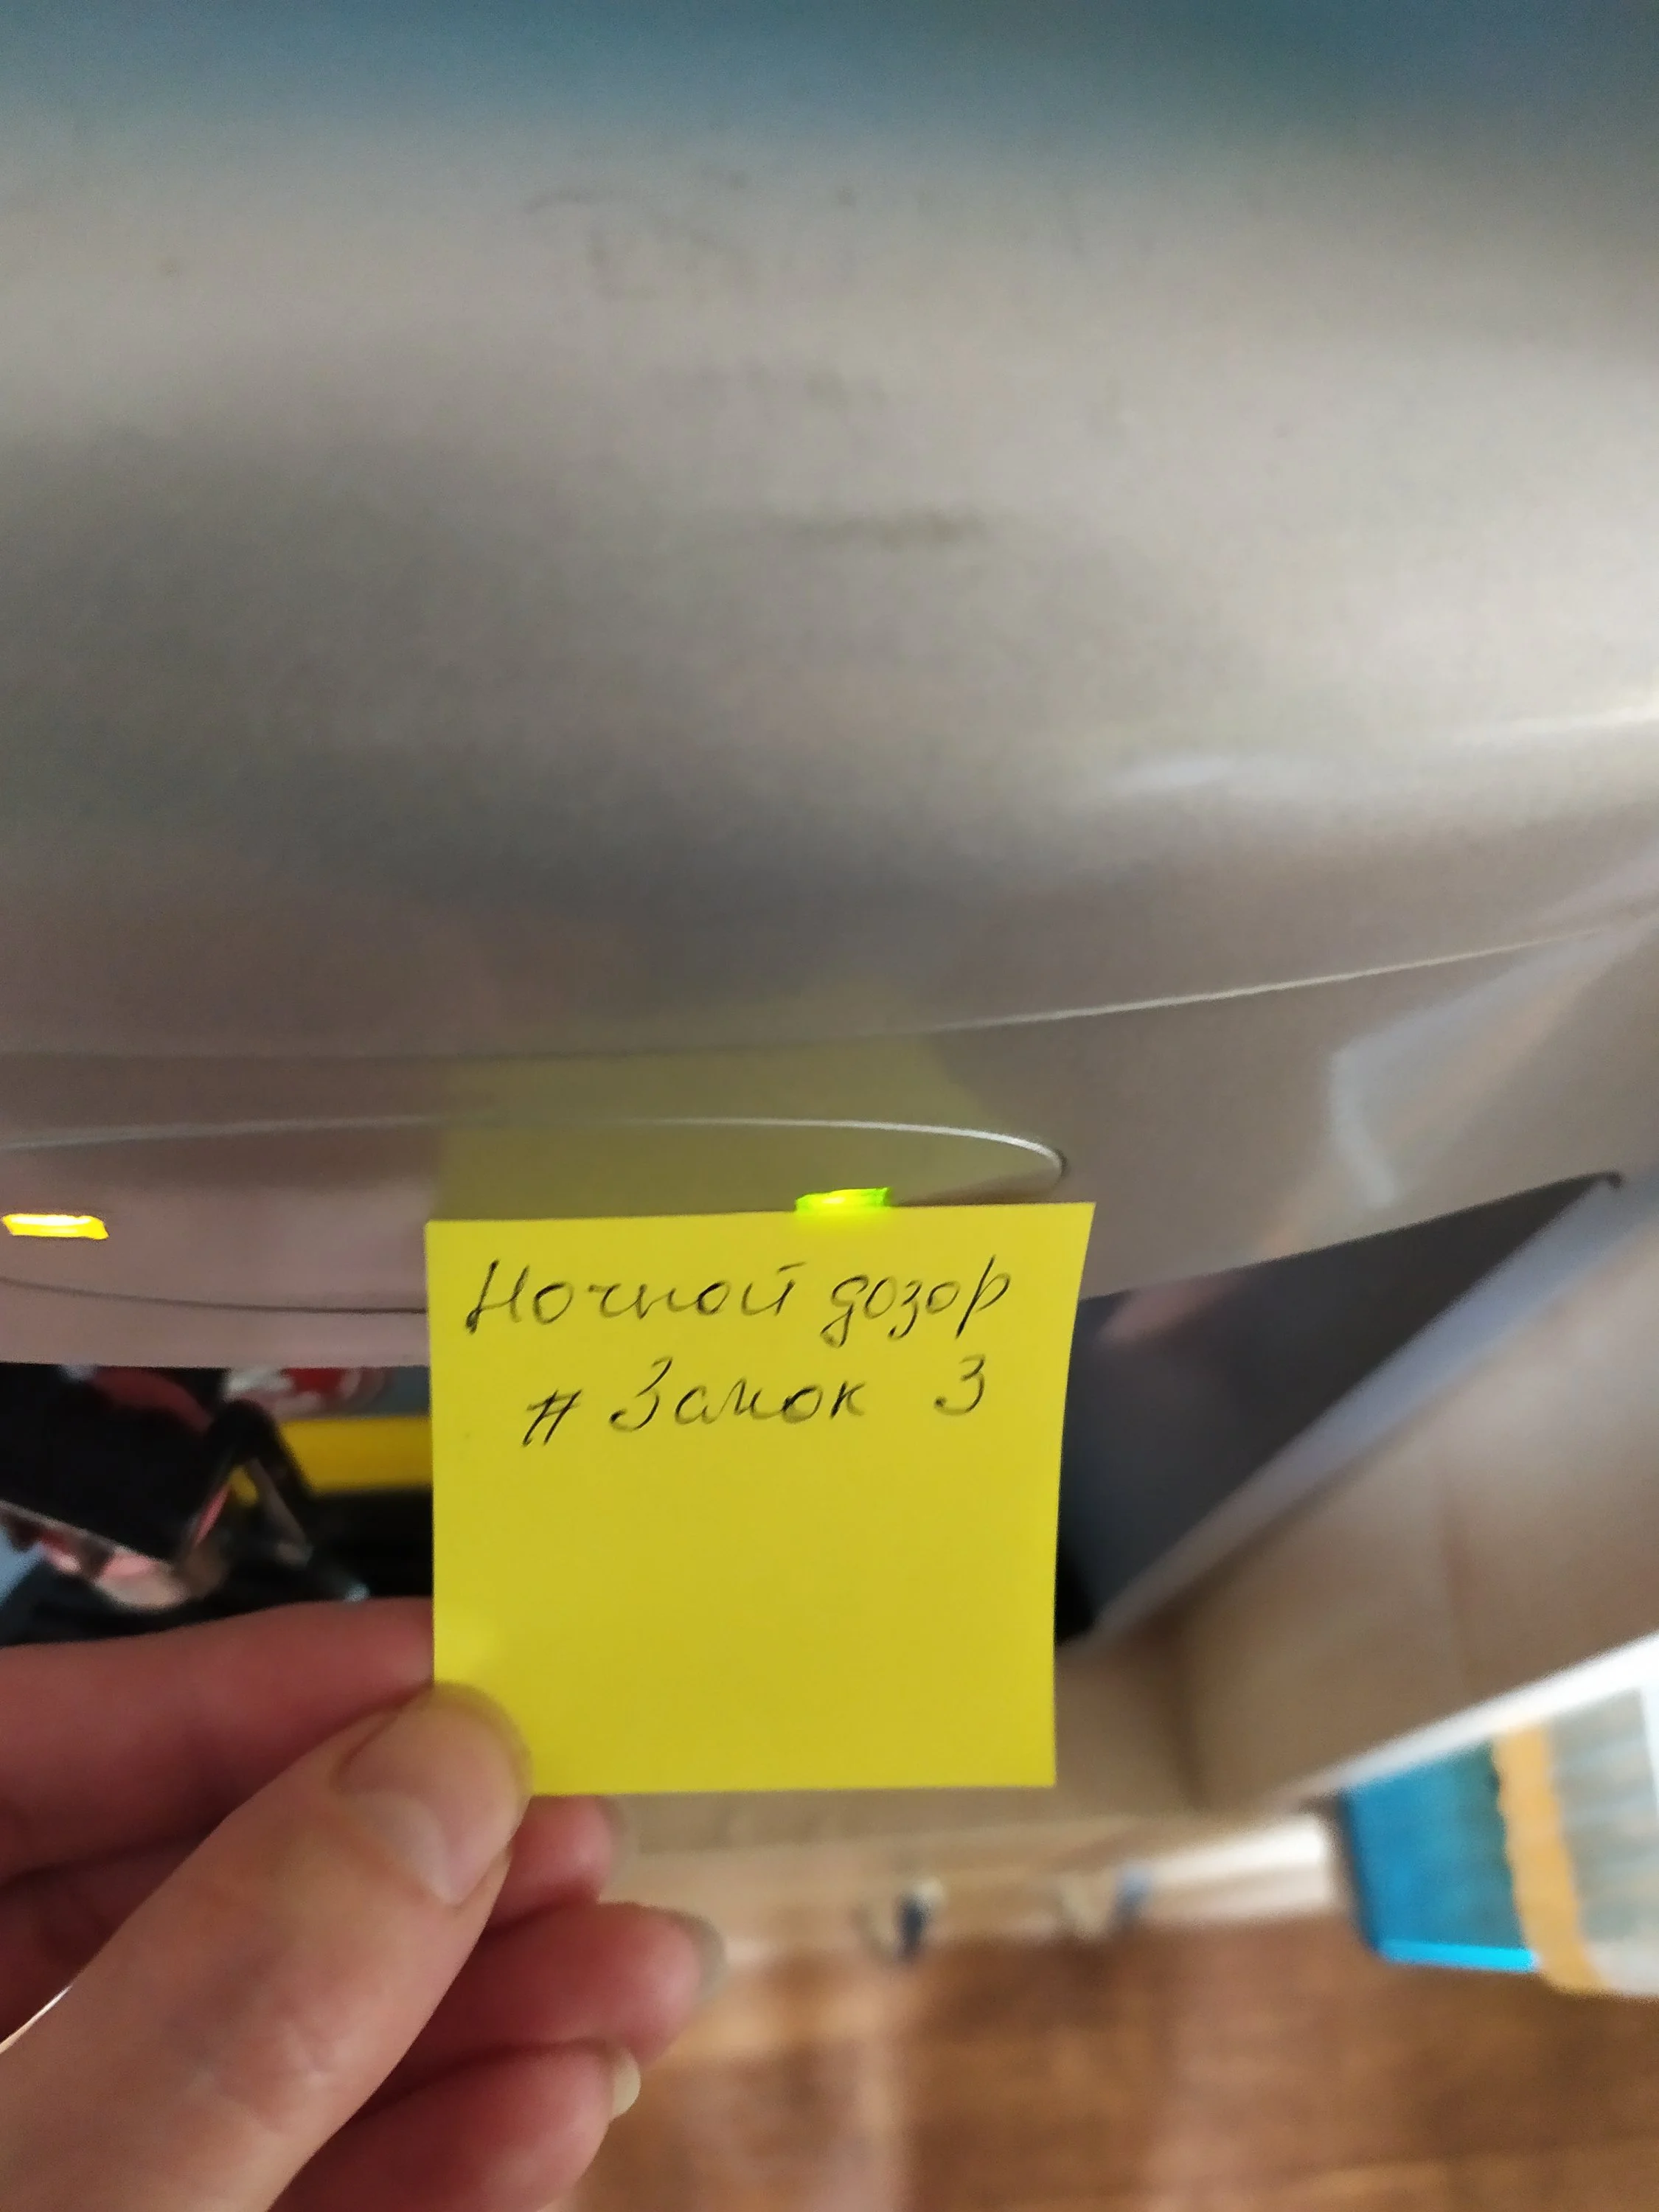 Ночной дозор
# Замок 3